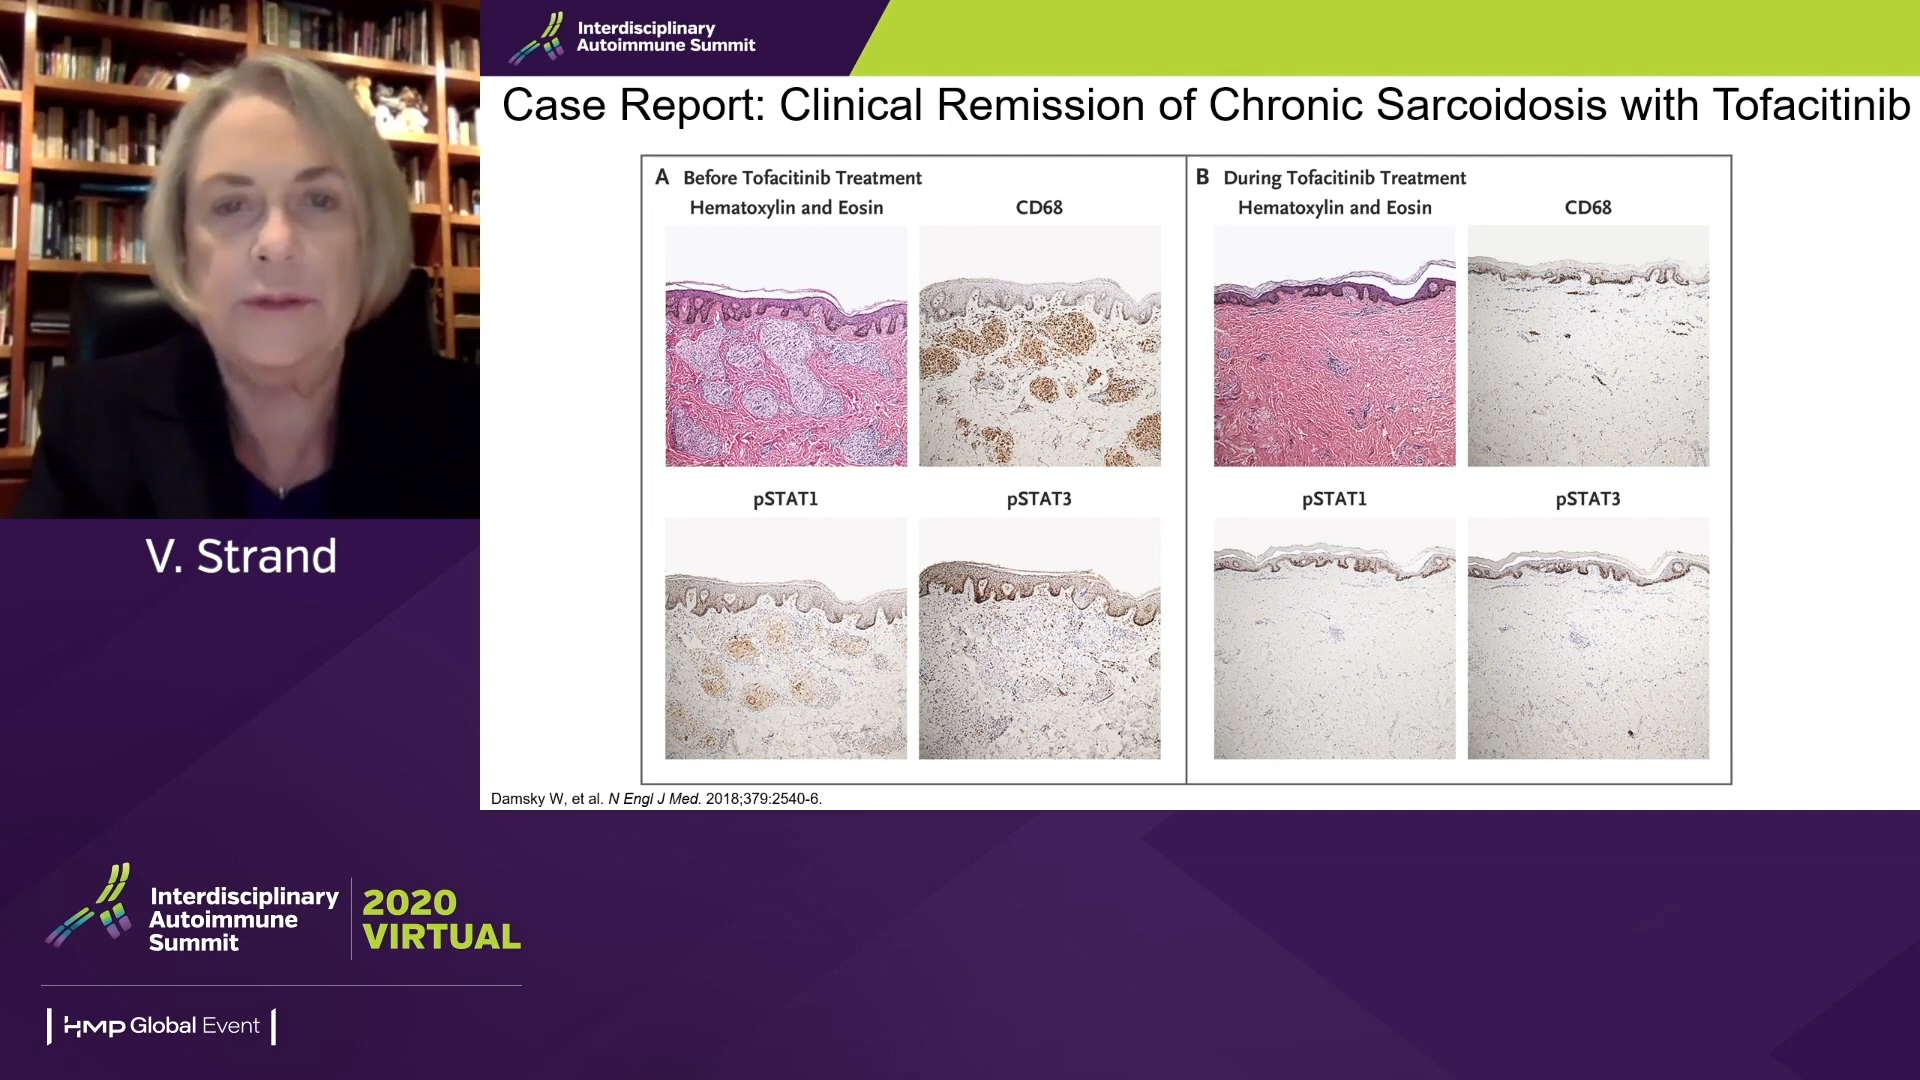 Interdisciplinary
Autoimmune Summit
Case Report: Clinical Remission of Chronic Sarcoidosis with Tofacitinib
A Before Tofacitinib Treatment
Hematoxylin and Eosin
CD68
pSTAT1
pSTAT3
B During Tofacitinib Treatment
Hematoxylin and Eosin
CD68
pSTAT1
pSTAT3
Damsky W, et al. N Engl J Med. 2018;379:2540-6.
V. Strand
Interdisciplinary
Autoimmune
Summit
2020
VIRTUAL
HMP Global Event